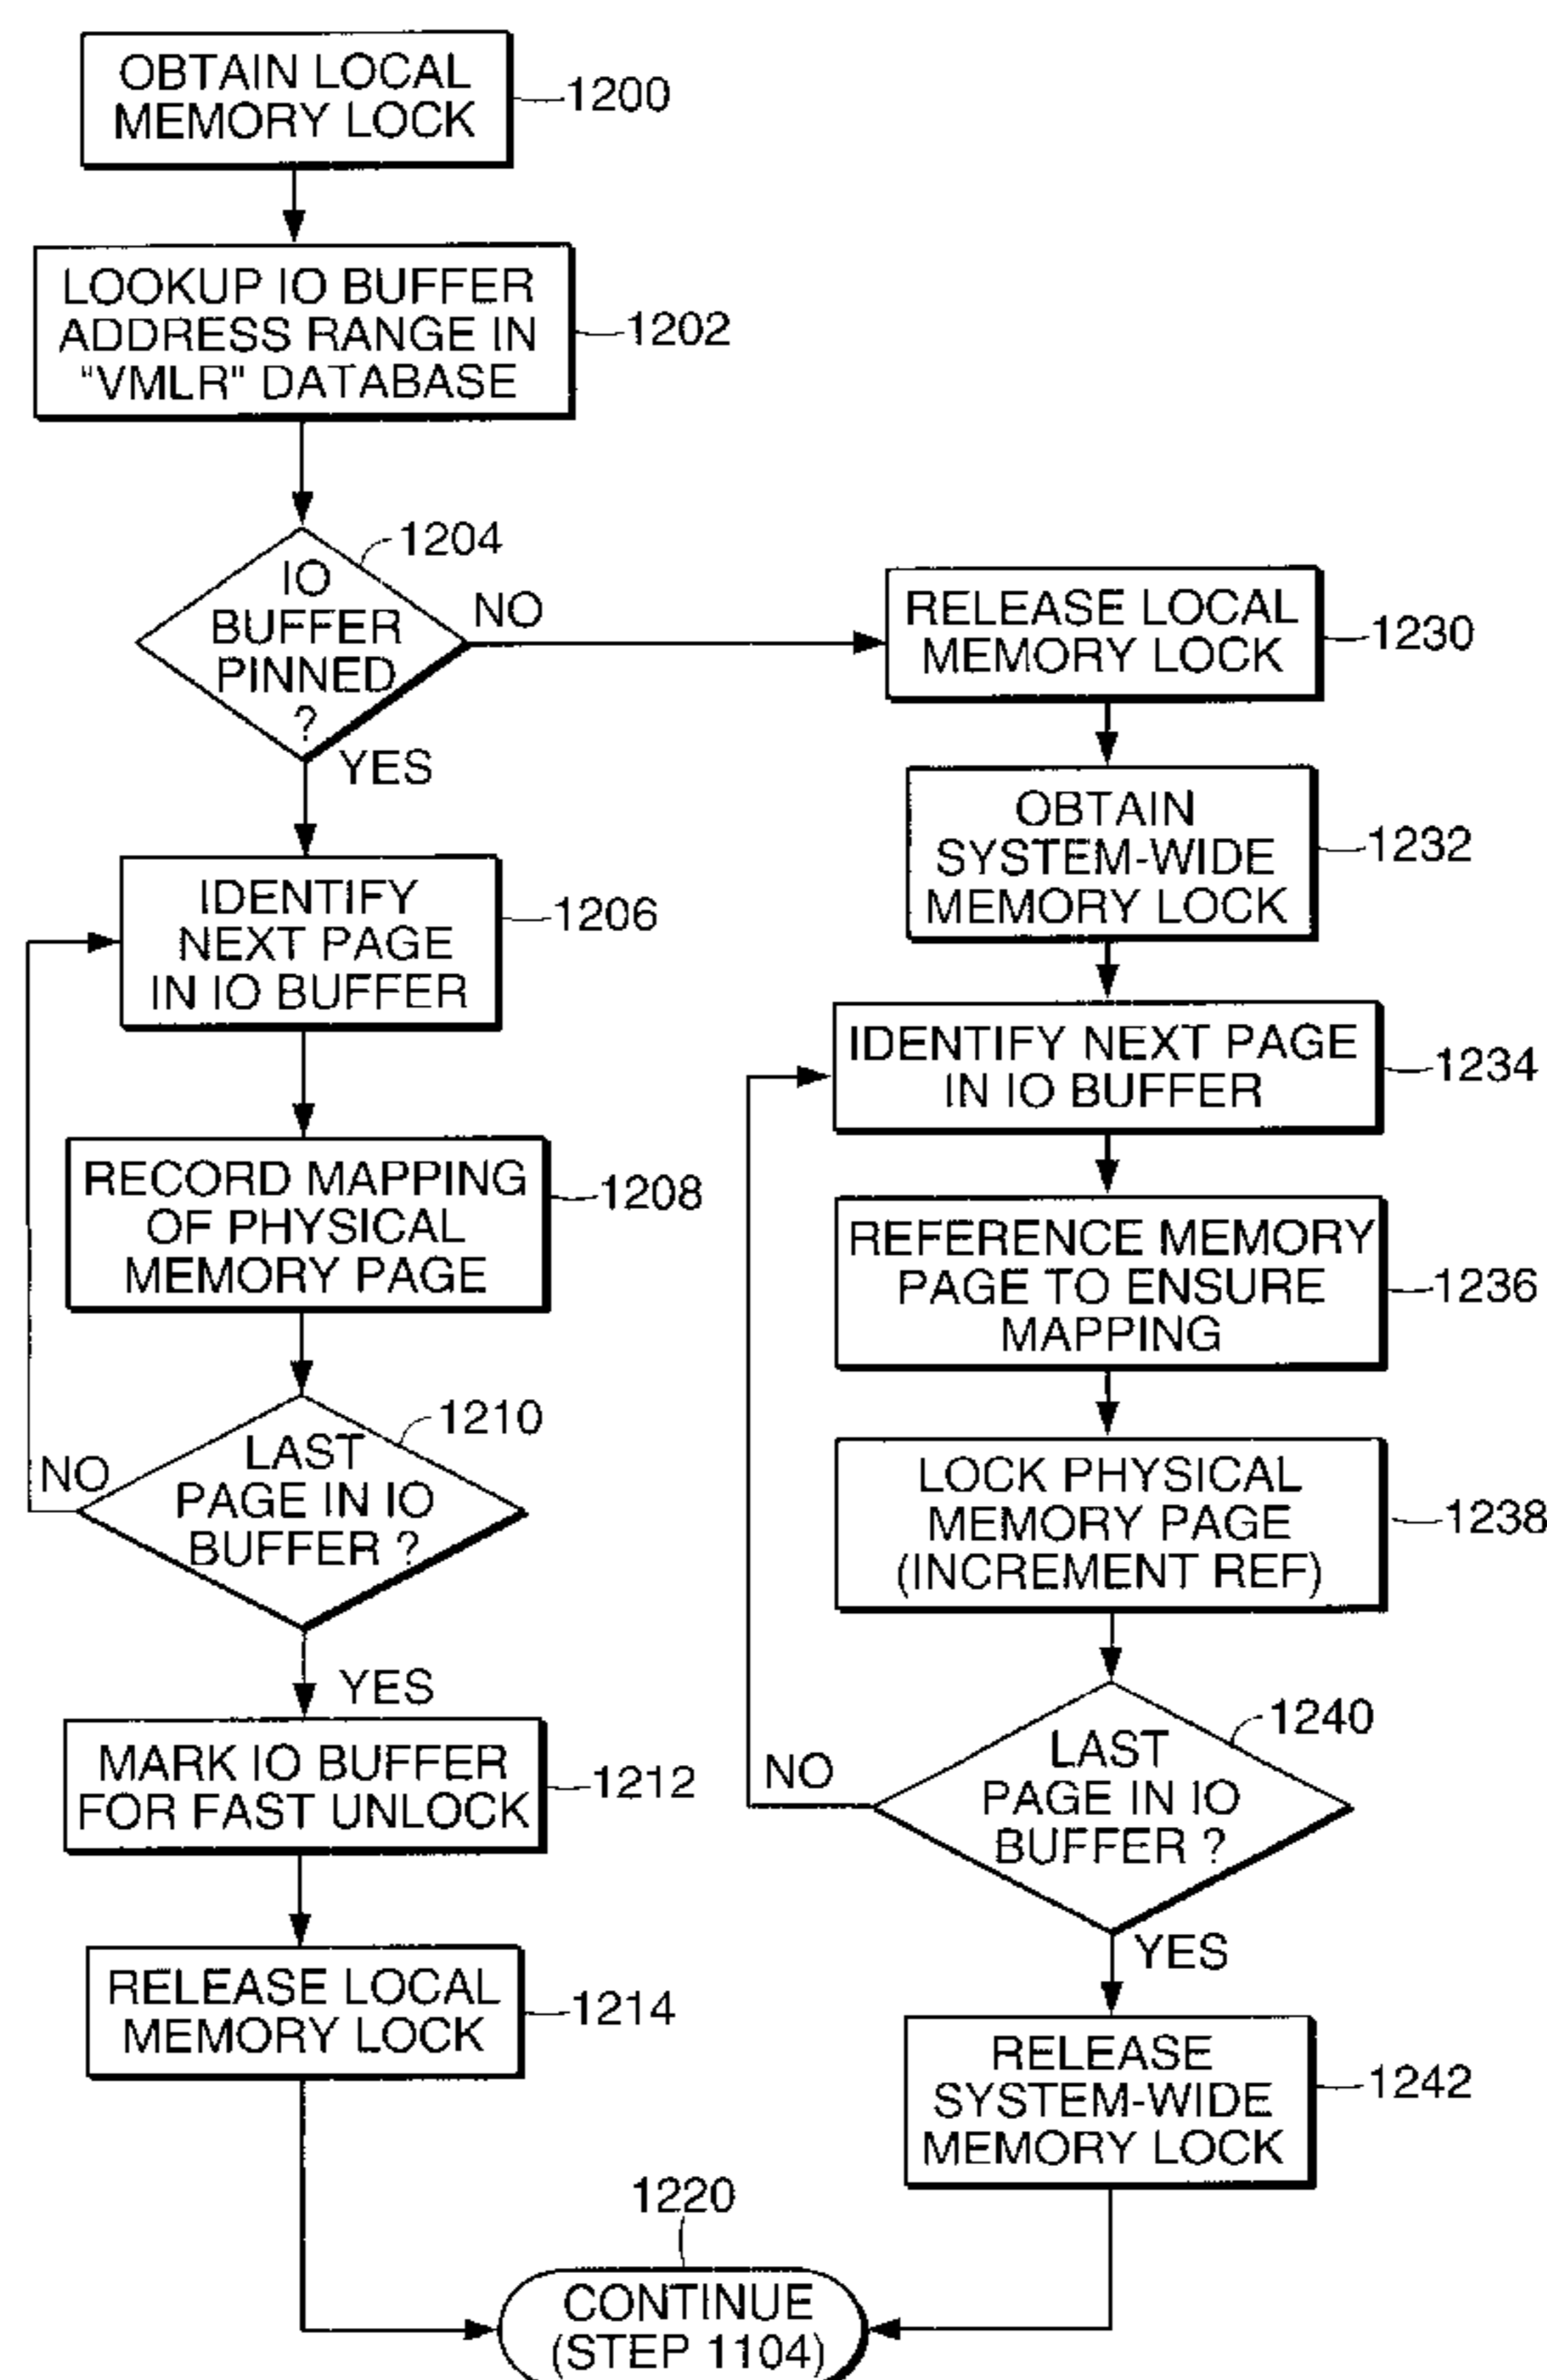 OBTAIN LOCAL
MEMORY LOCK
1200
LOOKUP IO BUFFER
ADDRESS RANGE IN
"VMLR" DATABASE
1202
1204
IO
BUFFER
PINNED
?
NO
YES
IDENTIFY
NEXT PAGE
IN IO BUFFER
1206
RECORD MAPPING
OF PHYSICAL
MEMORY PAGE
1208
1210
LAST
PAGE IN IO
BUFFER ?
NO
YES
MARK IO BUFFER
FOR FAST UNLOCK
1212
RELEASE LOCAL
MEMORY LOCK
1214
RELEASE LOCAL
MEMORY LOCK
1230
OBTAIN
SYSTEM-WIDE
MEMORY LOCK
1232
IDENTIFY NEXT PAGE
IN IO BUFFER
1234
REFERENCE MEMORY
PAGE TO ENSURE
MAPPING
1236
LOCK PHYSICAL
MEMORY PAGE
(INCREMENT REF)
1238
1240
LAST
PAGE IN IO
BUFFER ?
NO
YES
RELEASE
SYSTEM-WIDE
MEMORY LOCK
1242
1220
CONTINUE
(STEP 1104)